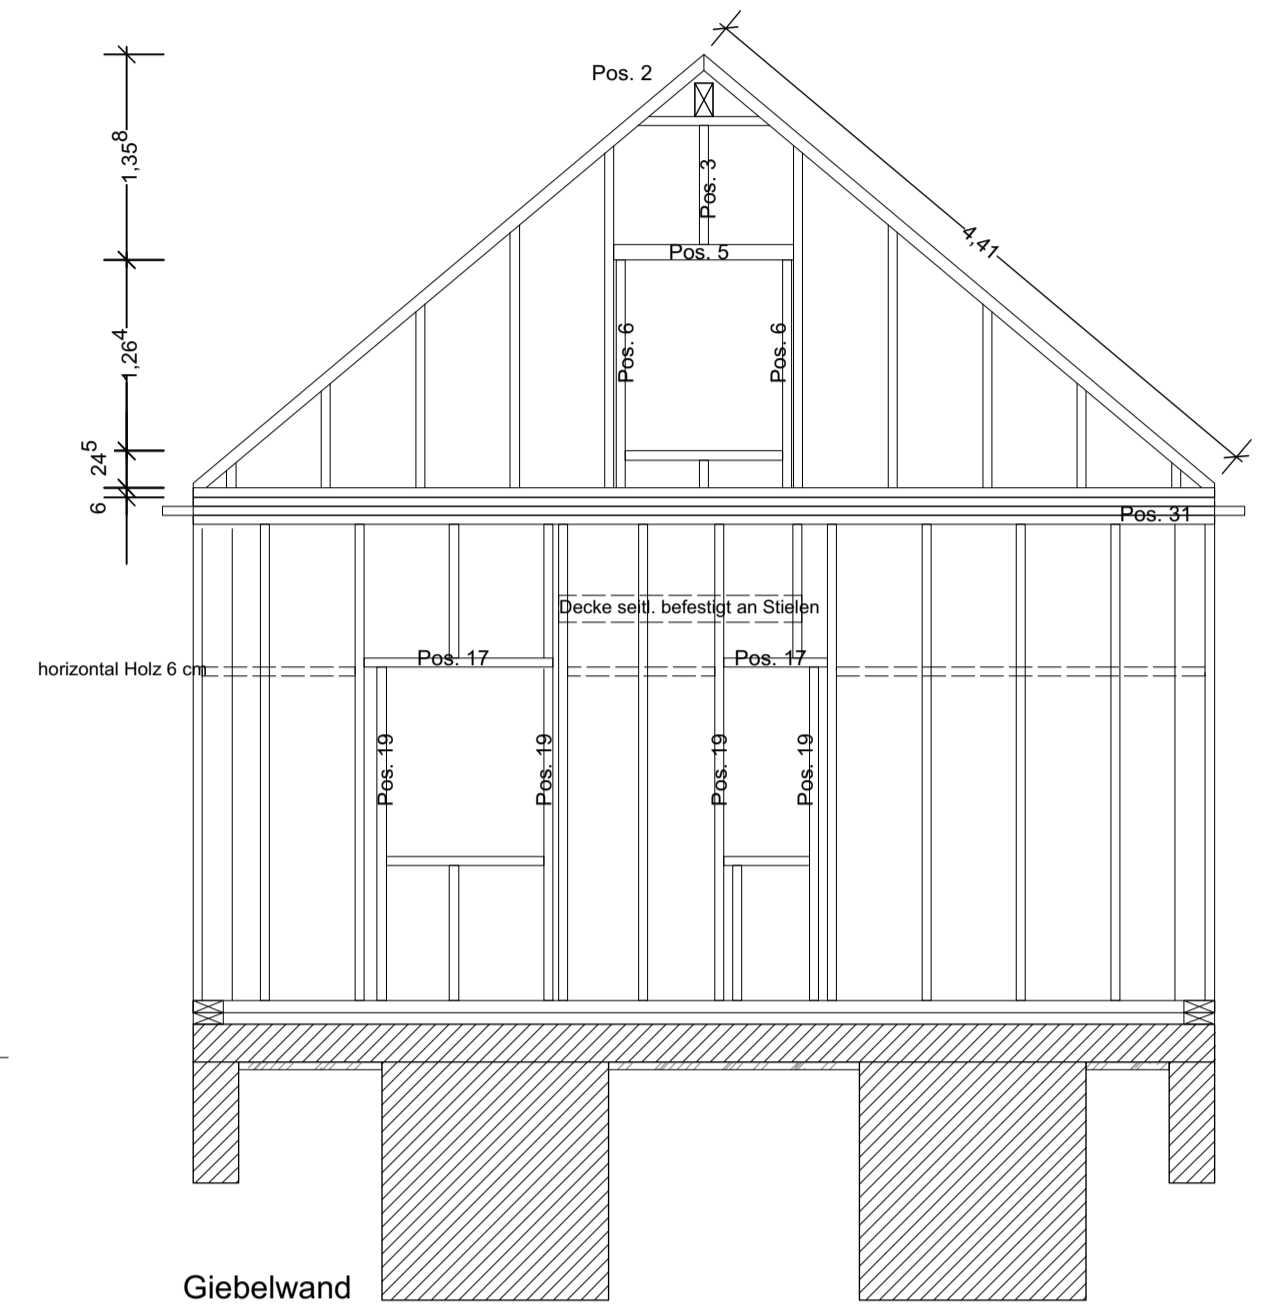 Pos. 2
1,35⁸
Pos. 3
4,41
Pos. 5
1,26⁴
Pos. 6
Pos. 6
24⁵
6
Pos. 31
Decke seitl. befestigt an Stielen
horizontal Holz 6 cm
Pos. 17
Pos. 17
Pos. 19
Pos. 19
Pos. 19
Pos. 19
Giebelwand